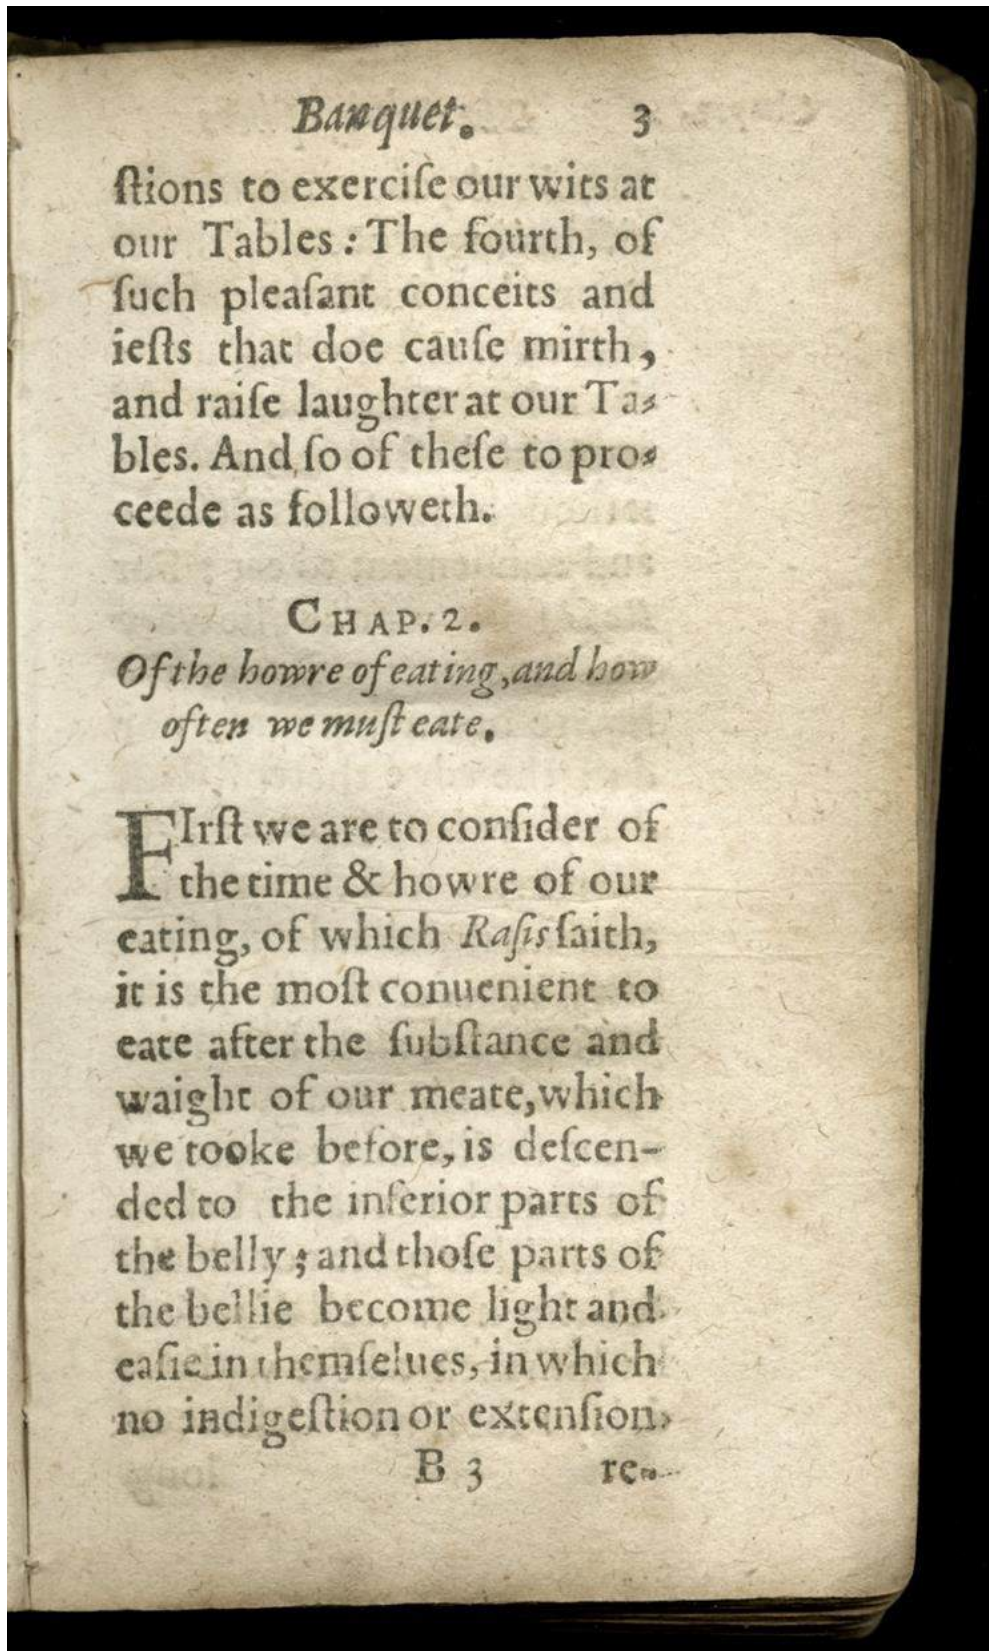 Banquet. 3
ſtions to exerciſe our wits at
our Tables: The fourth, of
ſuch pleaſant conceits and
ieſts that doe cauſe mirth,
and raiſe laughter at our Ta-
bles. And ſo of theſe to pro-
ceede as followeth.
CHAP. 2.
Of the howre of eating, and how
often we muſt eate.
FIrſt we are to conſider of
the time & howre of our
eating, of which Raſis ſaith,
it is the moſt conuenient to
eate after the ſubſtance and
waight of our meate, which
we tooke before, is deſcen-
ded to the inferior parts of
the belly; and thoſe parts of
the bellie become light and
eaſie in themſelues, in which
no indigeſtion or extenſion,
B 3 re-